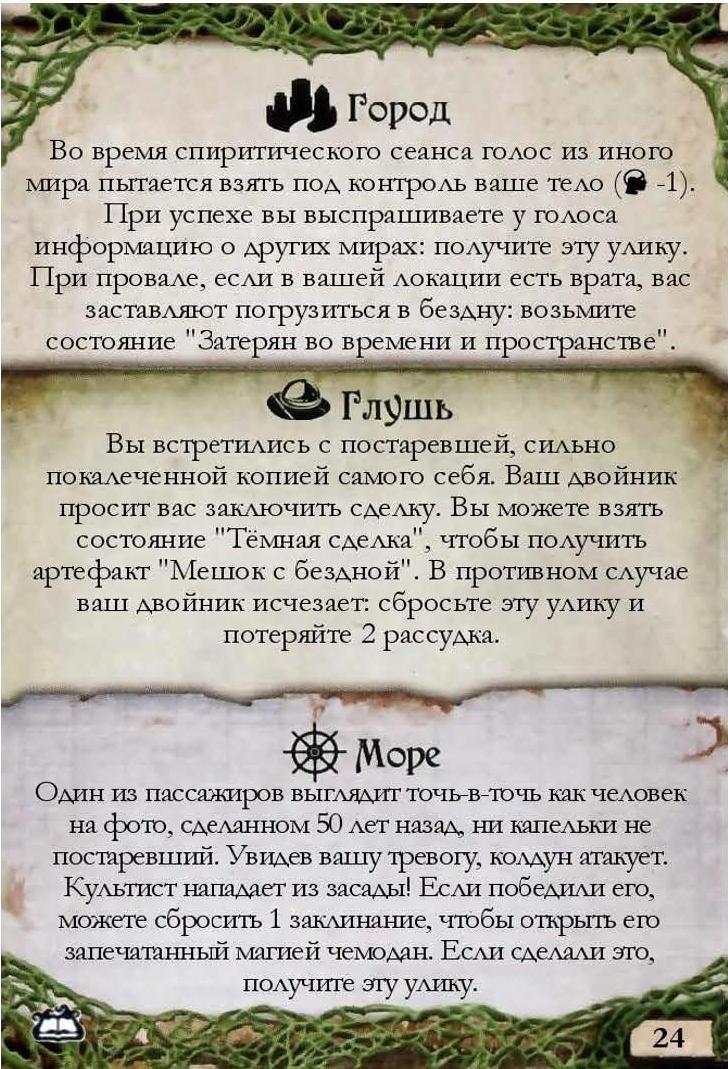 Город
Во время спиритического сеанса голос из иного
мира пытается взять под контроль ваше тело ( -1).
При успехе вы выспрашиваете у голоса
информацию о других мирах: получите эту улику.
При провале, если в вашей локации есть врата, вас
заставляют погрузиться в бездну: возьмите
состояние "Затерян во времени и пространстве".
Глушь
Вы встретились с постаревшей, сильно
покалеченной копией самого себя. Ваш двойник
просит вас заключить сделку. Вы можете взять
состояние "Тёмная сделка", чтобы получить
артефакт "Мешок с бездной". В противном случае
ваш двойник исчезает: сбросьте эту улику и
потеряйте 2 рассудка.
Море
Один из пассажиров выглядит точь-в-точь как человек
на фото, сделанном 50 лет назад, ни капельки не
постаревший. Увидев вашу тревогу, колдун атакует.
Культист нападает из засады! Если победили его,
можете сбросить 1 заклинание, чтобы открыть его
запечатанный магией чемодан. Если сделали это,
получите эту улику.
24